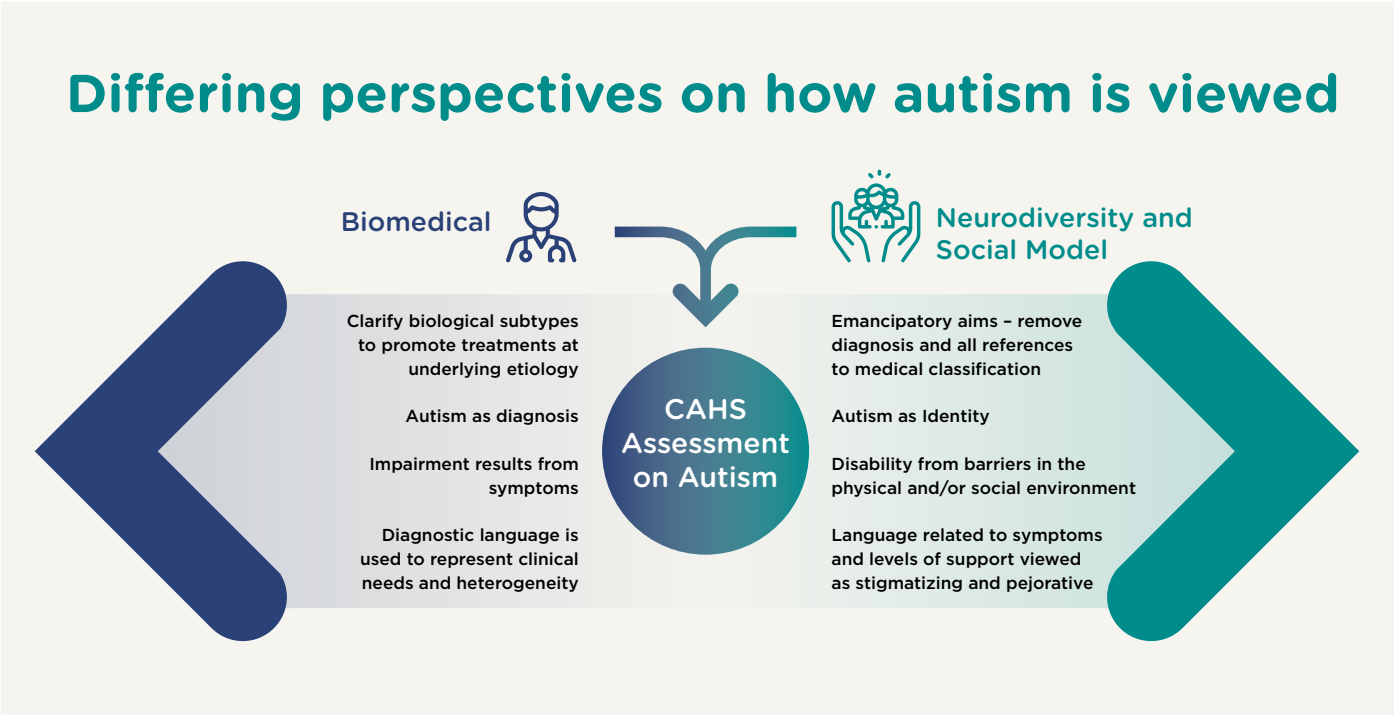 Differing perspectives on how autism is viewed
Biomedical
Clarify biological subtypes
to promote treatments at
underlying etiology
Autism as diagnosis
Impairment results from
symptoms
Diagnostic language is
used to represent clinical
needs and heterogeneity
CAHS
Assessment
on Autism
Neurodiversity and
Social Model
Emancipatory aims – remove
diagnosis and all references
to medical classification
Autism as Identity
Disability from barriers in the
physical and/or social environment
Language related to symptoms
and levels of support viewed
as stigmatizing and pejorative